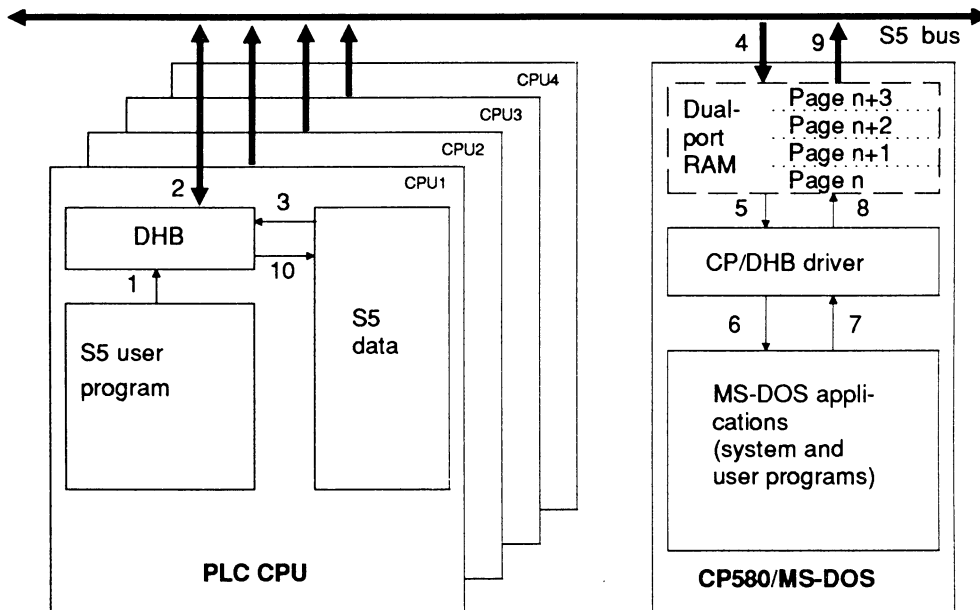 S5 bus
4
9
CPU4
CPU3
CPU2
CPU1
2
3
DHB
10
1
S5 user
program
S5
data
PLC CPU
Dual-
port
RAM
Page n+3
Page n+2
Page n+1
Page n
5
8
CP/DHB driver
6
7
MS-DOS appli-
cations
(system and
user programs)
CP580/MS-DOS